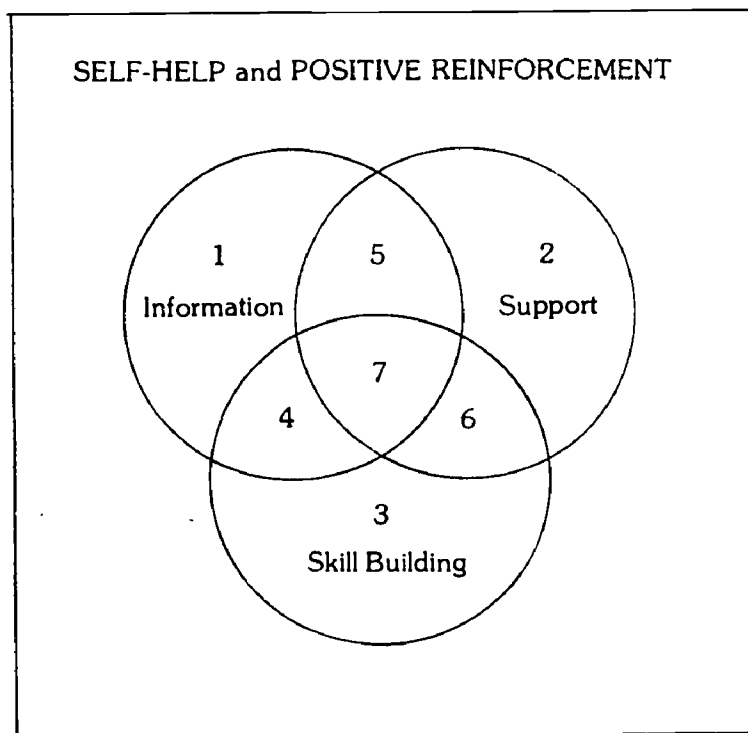 SELF-HELP and POSITIVE REINFORCEMENT
1
5
2
Information
Support
7
4
6
3
Skill Building